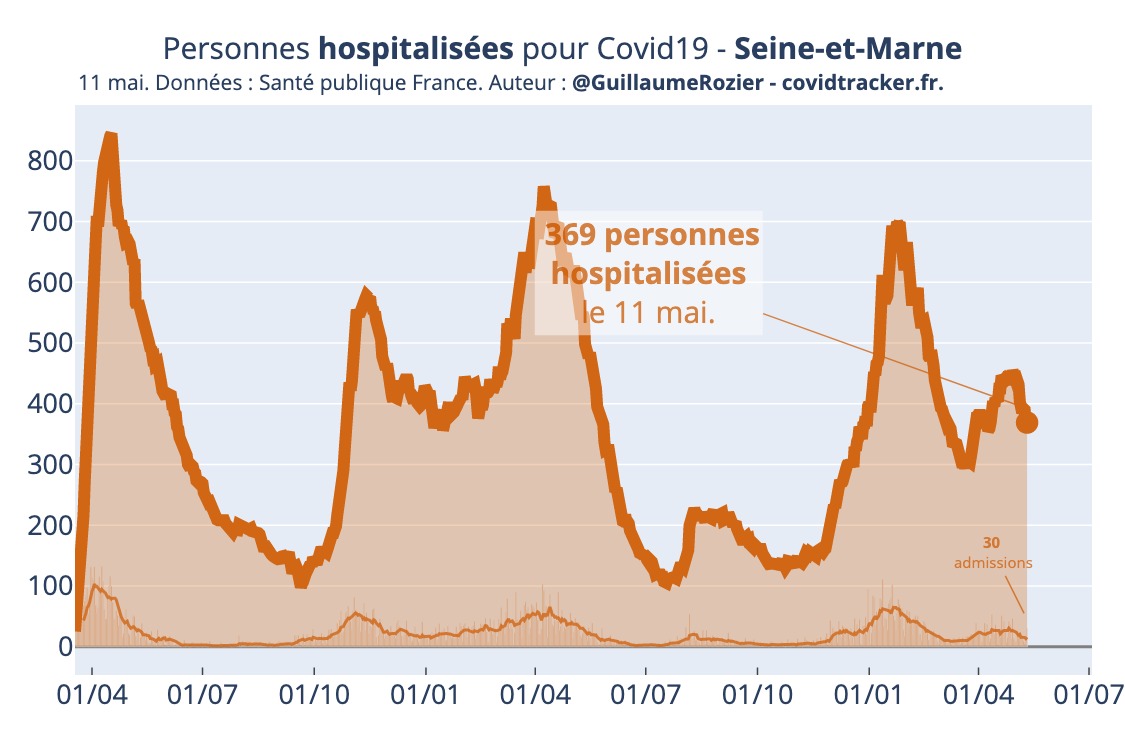 Personnes hospitalisées pour Covid19 - Seine-et-Marne
11 mai. Données : Santé publique France. Auteur : @GuillaumeRozier - covidtracker.fr.
800
700
600
500
400
300
200
100
0
369 personnes
hospitalisées
le 11 mai.
30
admissions
01/04 01/07 01/10 01/01 01/04 01/07 01/10 01/01 01/04 01/07